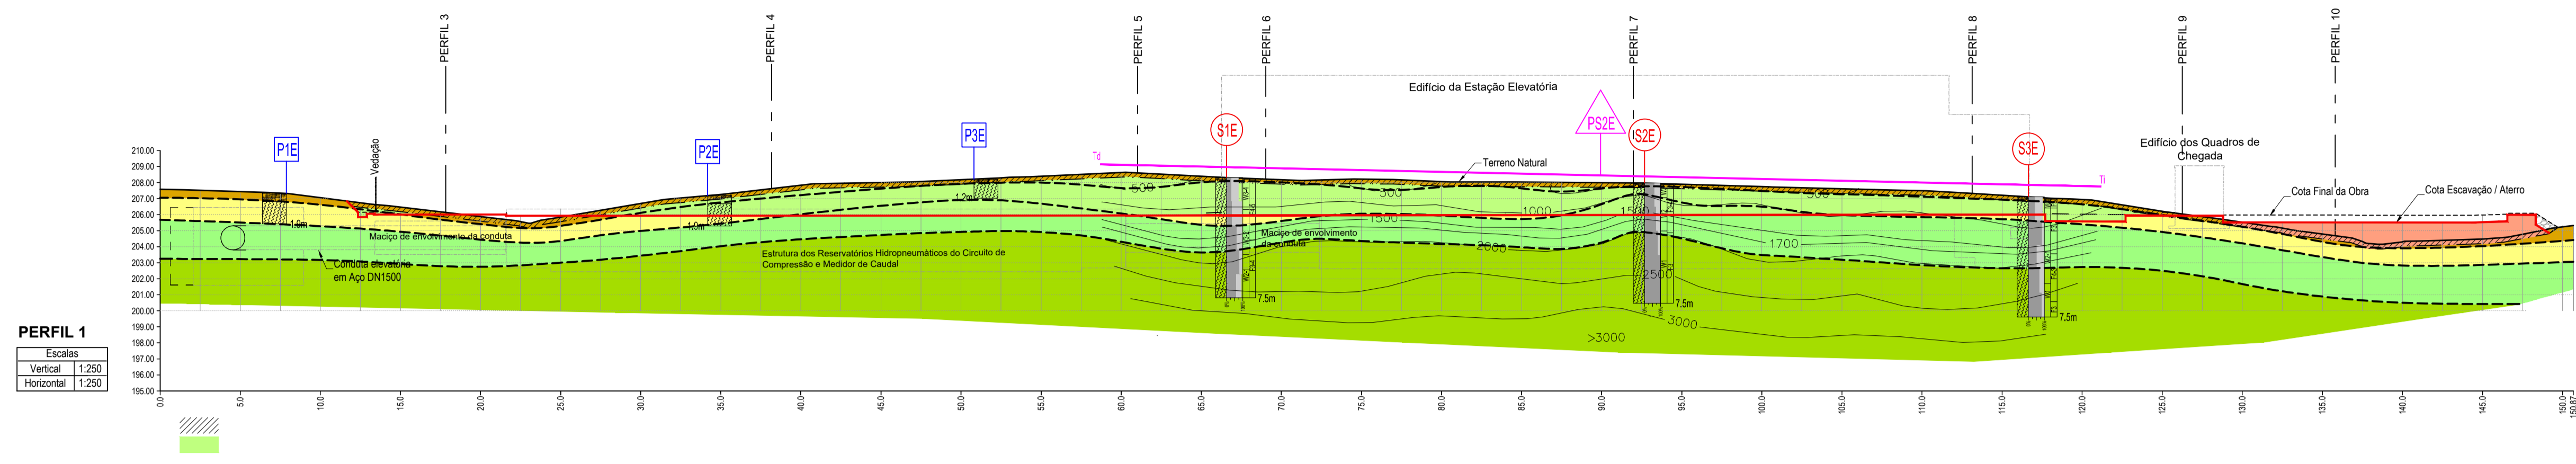 PERFIL 3
PERFIL 4
PERFIL 5
PERFIL 6
PERFIL 7
PERFIL 8
PERFIL 9
PERFIL 10
Edifício da Estação Elevatória
P1E
Vedação
P2E
P3E
S1E
PS2E
S2E
S3E
Edifício dos Quadros de
Chegada
Td
Ti
Terreno Natural
Cota Final da Obra
Cota Escavação / Aterro
210.00
209.00
208.00
207.00
206.00
205.00
204.00
203.00
202.00
201.00
200.00
199.00
198.00
197.00
196.00
195.00
1.0m
1.0m
1.2m
Maciço de envolvimento da conduta
Conduta elevatória
em Aço DN1500
Estrutura dos Reservatórios Hidropneumáticos do Circuito de
Compressão e Medidor de Caudal
Maciço de envolvimento
da conduta
500
500
500
1000
1500
1500
1700
2000
2500
3000
>3000
7.5m
7.5m
7.5m
0.0
5.0
10.0
15.0
20.0
25.0
30.0
35.0
40.0
45.0
50.0
55.0
60.0
65.0
70.0
75.0
80.0
85.0
90.0
95.0
100.0
105.0
110.0
115.0
120.0
125.0
130.0
135.0
140.0
145.0
150.0
150.87
PERFIL 1
Escalas
Vertical 1:250
Horizontal 1:250